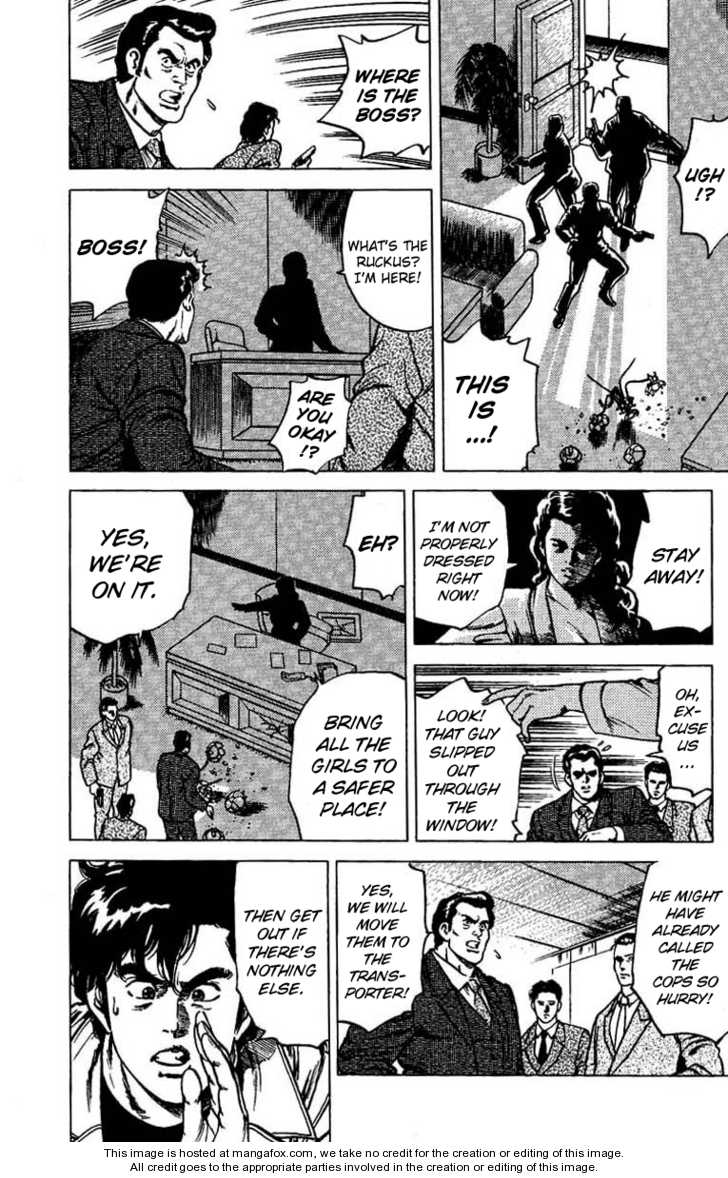 UGH
!?
THIS
IS
...!
WHERE
IS THE
BOSS?
WHAT'S THE
RUCKUS?
I'M HERE!
BOSS!
ARE
YOU
OKAY
!?
STAY
AWAY!
I'M NOT
PROPERLY
DRESSED
RIGHT
NOW!
OH,
EX-
CUSE
US
...
LOOK!
THAT GUY
SLIPPED
OUT
THROUGH
THE
WINDOW!
EH?
BRING
ALL THE
GIRLS TO
A SAFER
PLACE!
YES,
WE'RE
ON IT.
HE MIGHT
HAVE
ALREADY
CALLED
THE
COPS SO
HURRY!
YES,
WE WILL
MOVE
THEM TO
THE
TRANS-
PORTER!
THEN GET
OUT IF
THERE'S
NOTHING
ELSE.
This image is hosted at mangafox.com, we take no credit for the creation or editing of this image.
All credit goes to the appropriate parties involved in the creation or editing of this image.